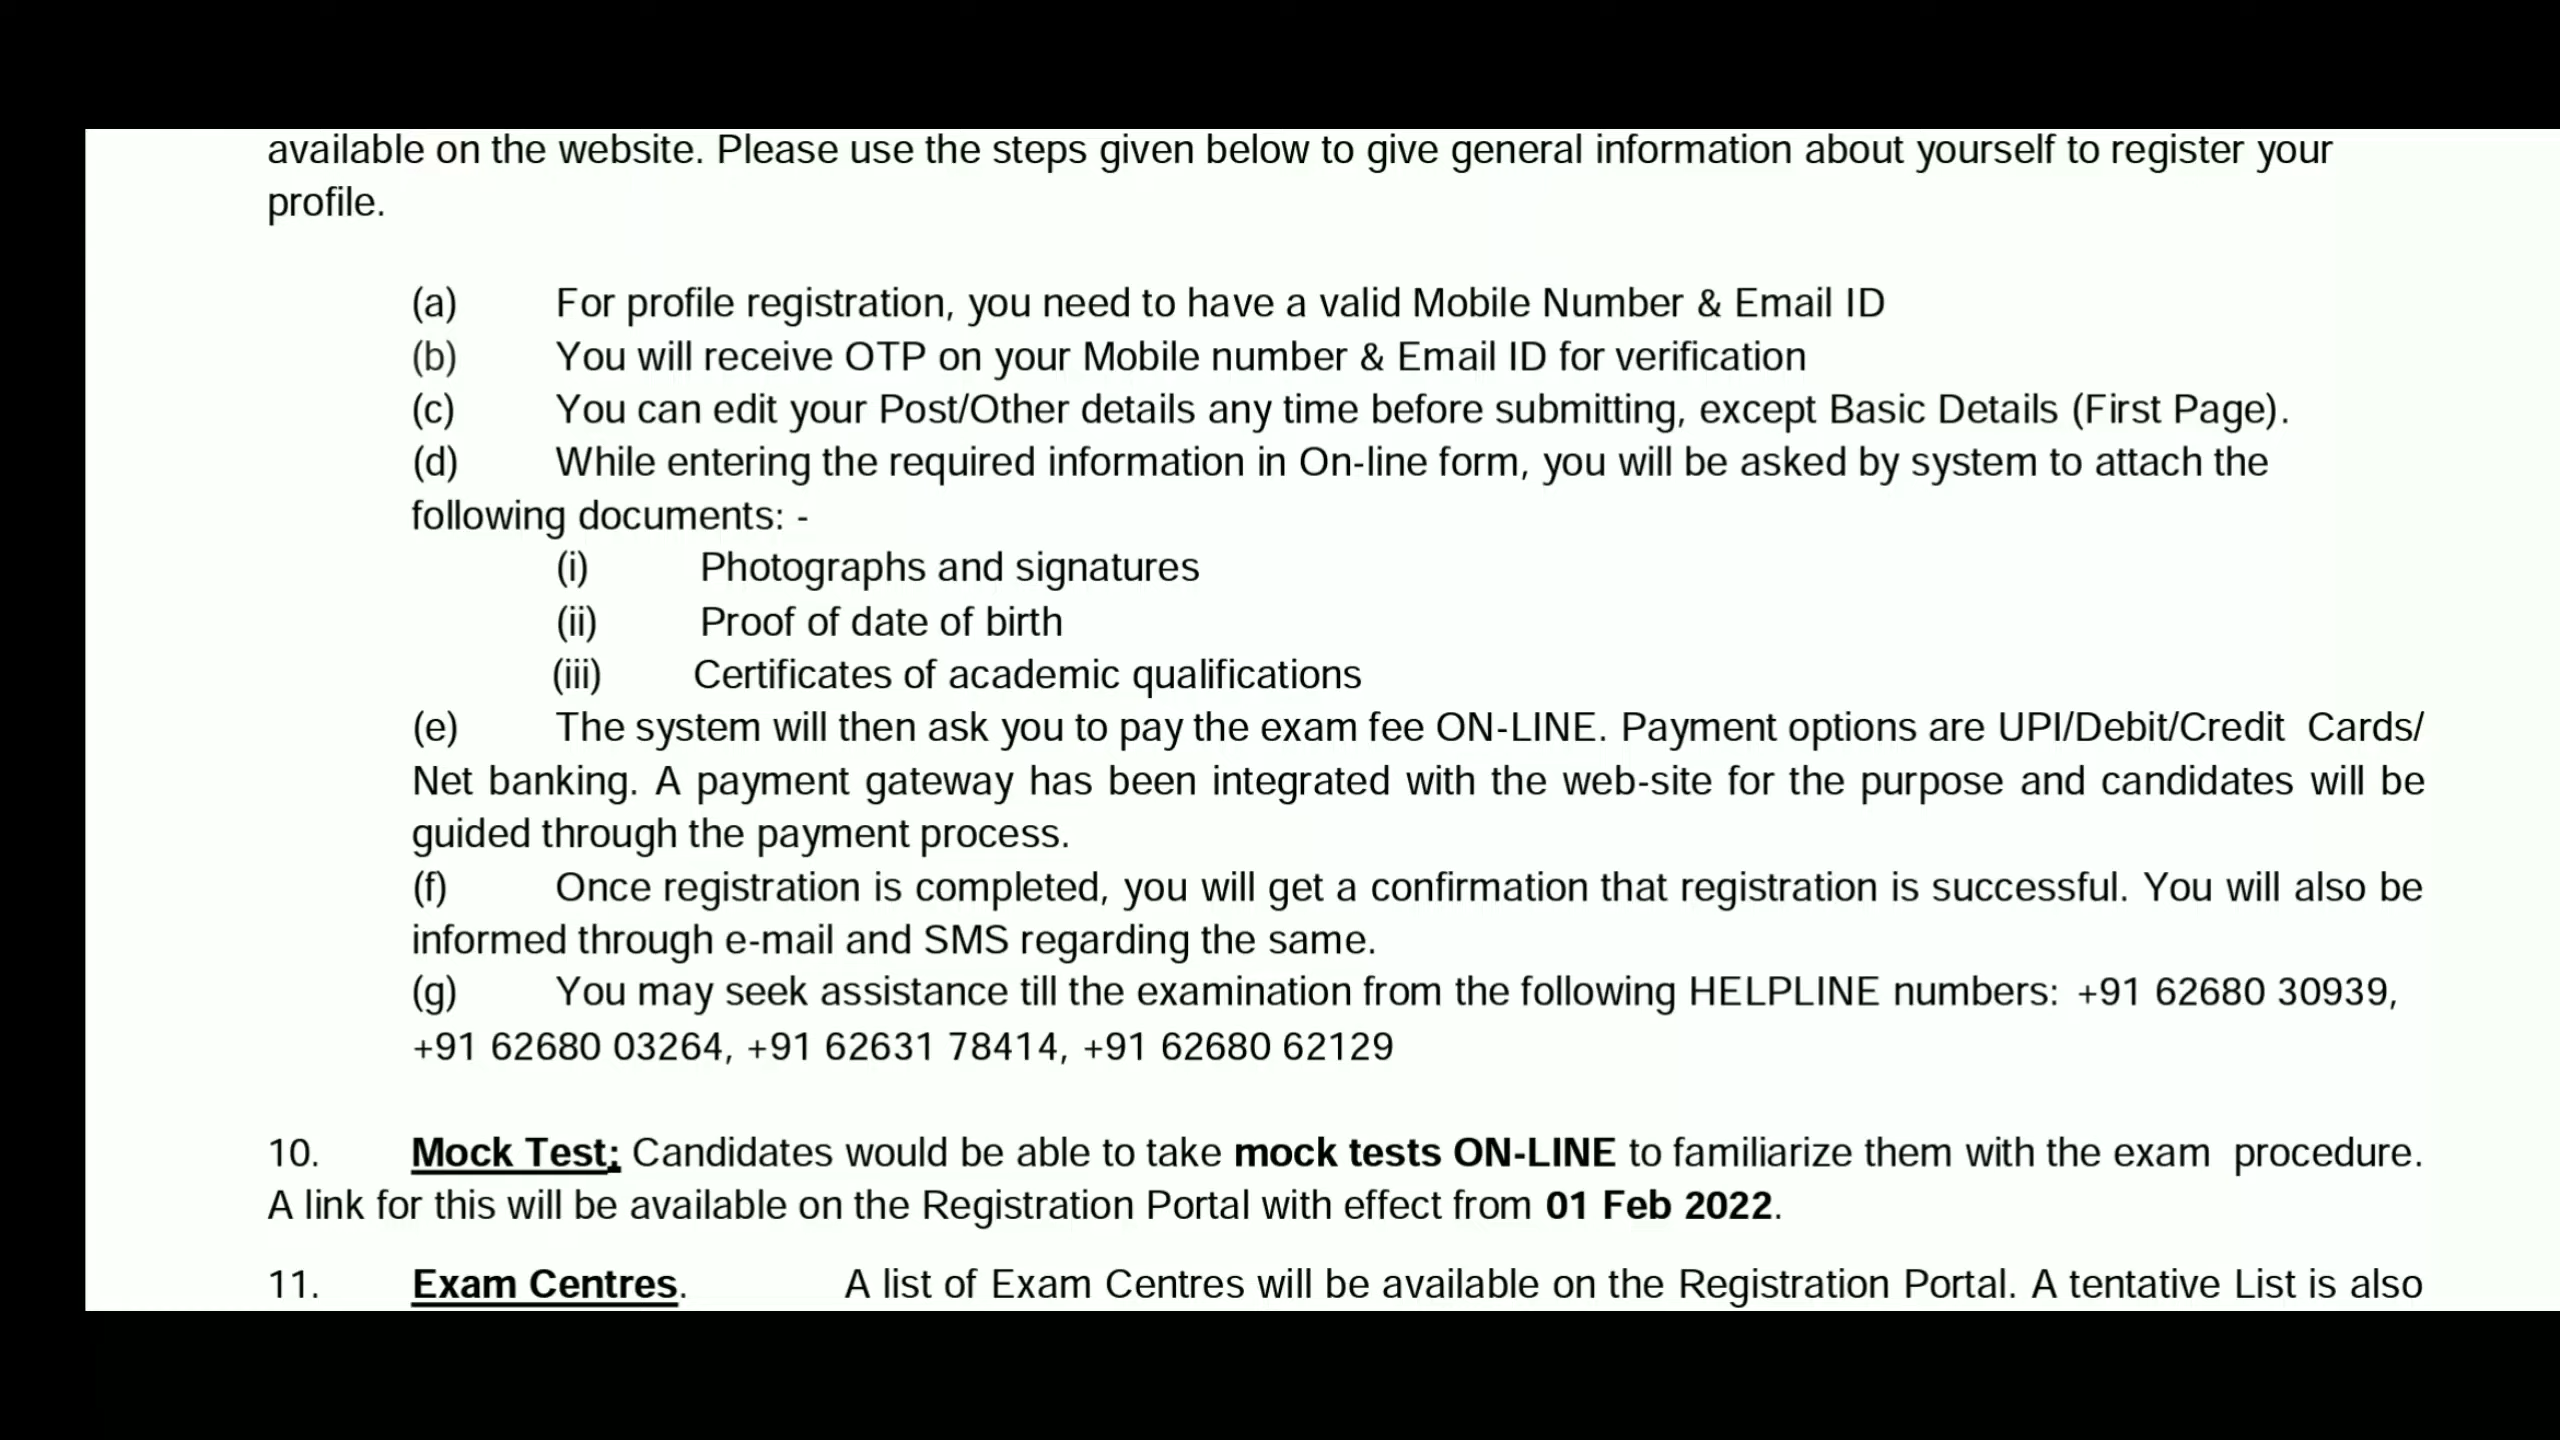 available on the website. Please use the steps given below to give general information about yourself to register your
profile.
(a) For profile registration, you need to have a valid Mobile Number & Email ID
(b) You will receive OTP on your Mobile number & Email ID for verification
(c) You can edit your Post/Other details any time before submitting, except Basic Details (First Page).
(d) While entering the required information in On-line form, you will be asked by system to attach the
following documents: -
(i) Photographs and signatures
(ii) Proof of date of birth
(iii) Certificates of academic qualifications
(e) The system will then ask you to pay the exam fee ON-LINE. Payment options are UPI/Debit/Credit Cards/
Net banking. A payment gateway has been integrated with the web-site for the purpose and candidates will be
guided through the payment process.
(f) Once registration is completed, you will get a confirmation that registration is successful. You will also be
informed through e-mail and SMS regarding the same.
(g) You may seek assistance till the examination from the following HELPLINE numbers: +91 62680 30939,
+91 62680 03264, +91 62631 78414, +91 62680 62129
10. Mock Test; Candidates would be able to take mock tests ON-LINE to familiarize them with the exam procedure.
A link for this will be available on the Registration Portal with effect from 01 Feb 2022.
11. Exam Centres. A list of Exam Centres will be available on the Registration Portal. A tentative List is also